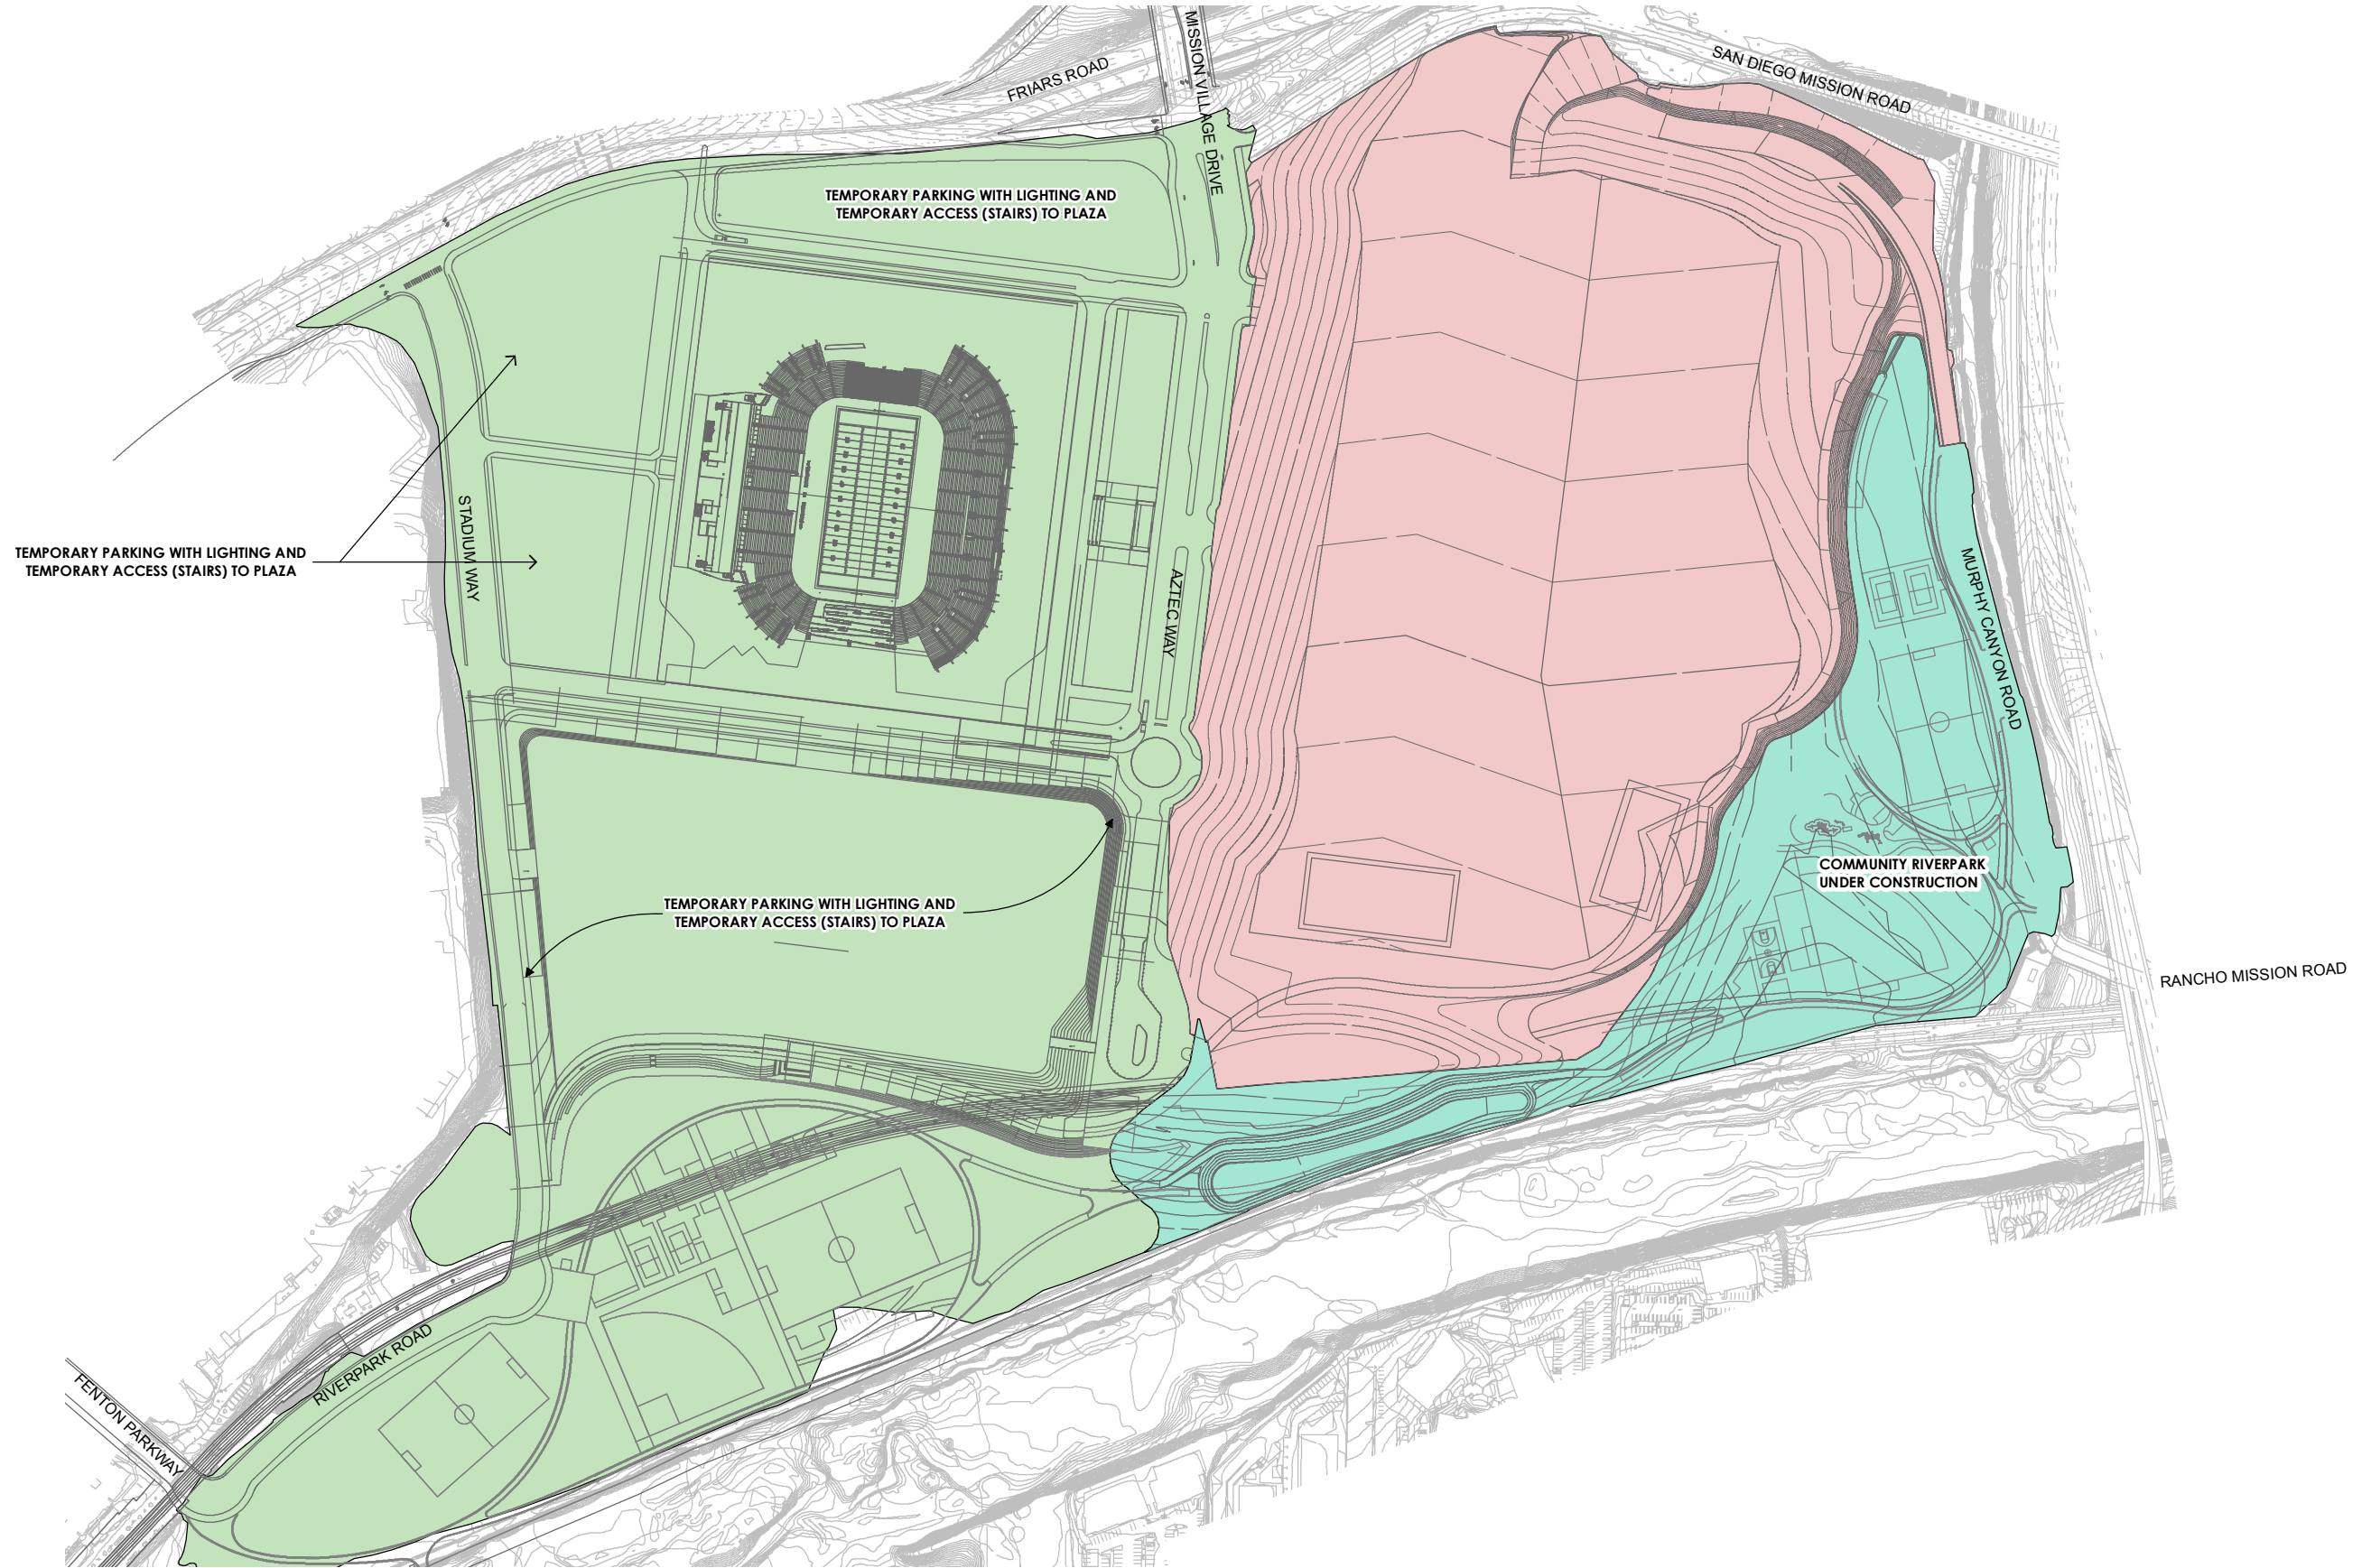 MISSION VILLAGE DRIVE
FRIARS ROAD
SAN DIEGO MISSION ROAD
TEMPORARY PARKING WITH LIGHTING AND
TEMPORARY ACCESS (STAIRS) TO PLAZA
TEMPORARY PARKING WITH LIGHTING AND
TEMPORARY ACCESS (STAIRS) TO PLAZA
STADIUM WAY
AZTEC WAY
MURPHY CANYON ROAD
COMMUNITY RIVERPARK
UNDER CONSTRUCTION
TEMPORARY PARKING WITH LIGHTING AND
TEMPORARY ACCESS (STAIRS) TO PLAZA
RANCHO MISSION ROAD
RIVERPARK ROAD
FENTON PARKWAY